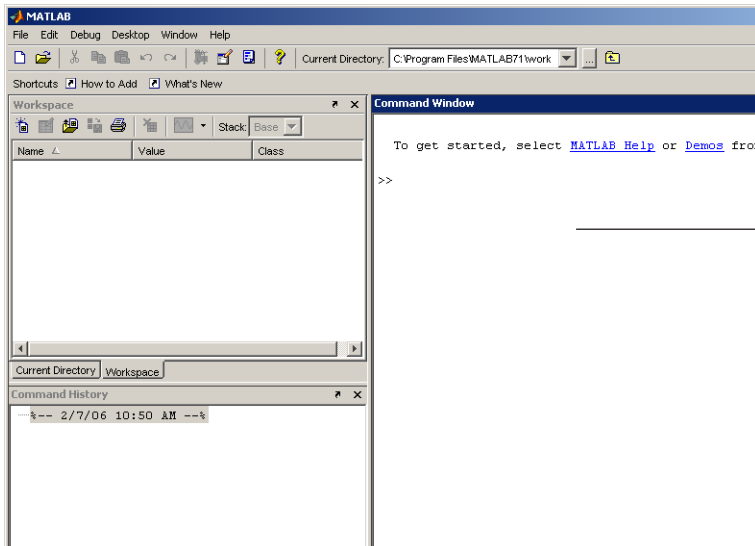 MATLAB
File Edit Debug Desktop Window Help
Current Directory: C:\Program Files\MATLAB71\work ...
Shortcuts How to Add What's New
Workspace
Stack: Base
Name Value Class
Current Directory Workspace
Command History
%-- 2/7/06 10:50 AM --%
Command Window
To get started, select MATLAB Help or Demos fro
>>